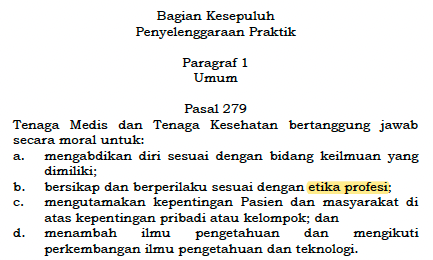 Bagian Kesepuluh
Penyelenggaraan Praktik
Paragraf 1
Umum
Pasal 279
Tenaga Medis dan Tenaga Kesehatan bertanggung jawab
secara moral untuk:
a. mengabdikan diri sesuai dengan bidang keilmuan yang
dimiliki;
b. bersikap dan berperilaku sesuai dengan etika profesi;
c. mengutamakan kepentingan Pasien dan masyarakat di
atas kepentingan pribadi atau kelompok; dan
d. menambah ilmu pengetahuan dan mengikuti
perkembangan ilmu pengetahuan dan teknologi.